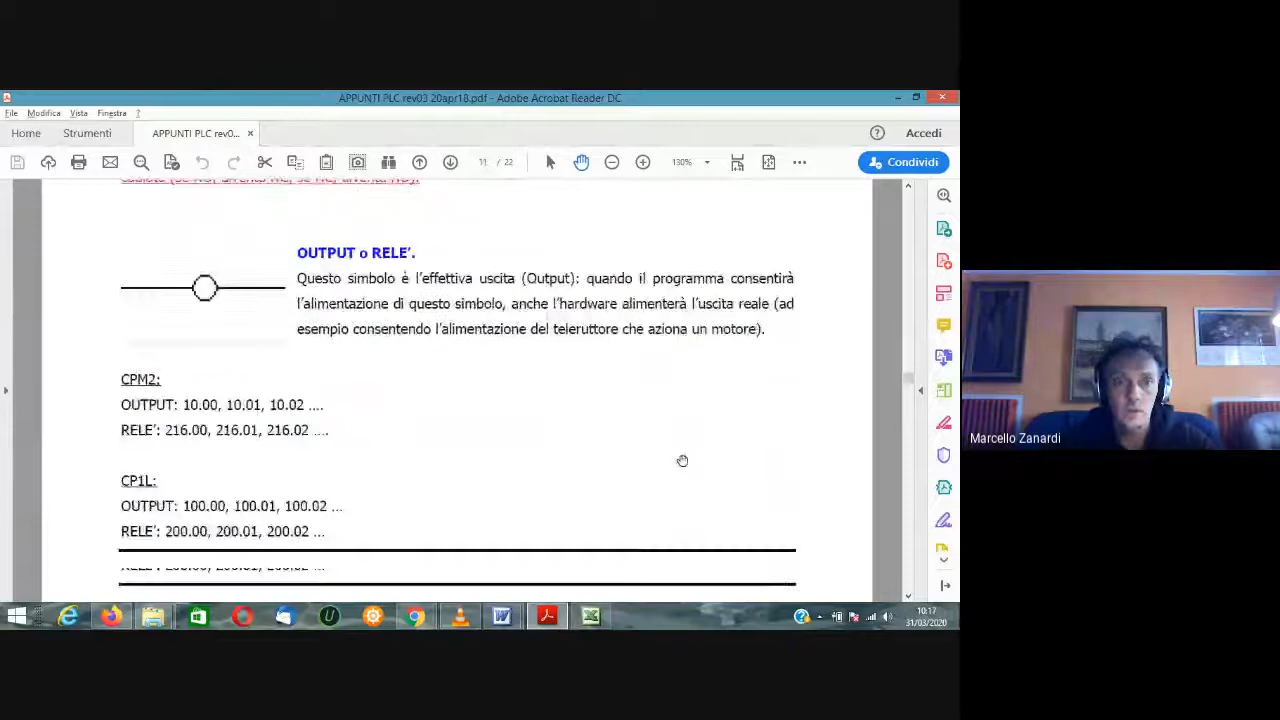 APPUNTI PLC rev03 20apr18.pdf - Adobe Acrobat Reader DC
File Modifica Vista Finestra ?
Home Strumenti APPUNTI PLC rev0... × Accedi
11 / 22 130% Condividi
OUTPUT o RELE’.
Questo simbolo è l’effettiva uscita (Output): quando il programma consentirà
l’alimentazione di questo simbolo, anche l’hardware alimenterà l’uscita reale (ad
esempio consentendo l’alimentazione del teleruttore che aziona un motore).
CPM2:
OUTPUT: 10.00, 10.01, 10.02 ....
RELE’: 216.00, 216.01, 216.02 ....
CP1L:
OUTPUT: 100.00, 100.01, 100.02 ...
RELE’: 200.00, 200.01, 200.02 ...
Marcello Zanardi
10:17
31/03/2020